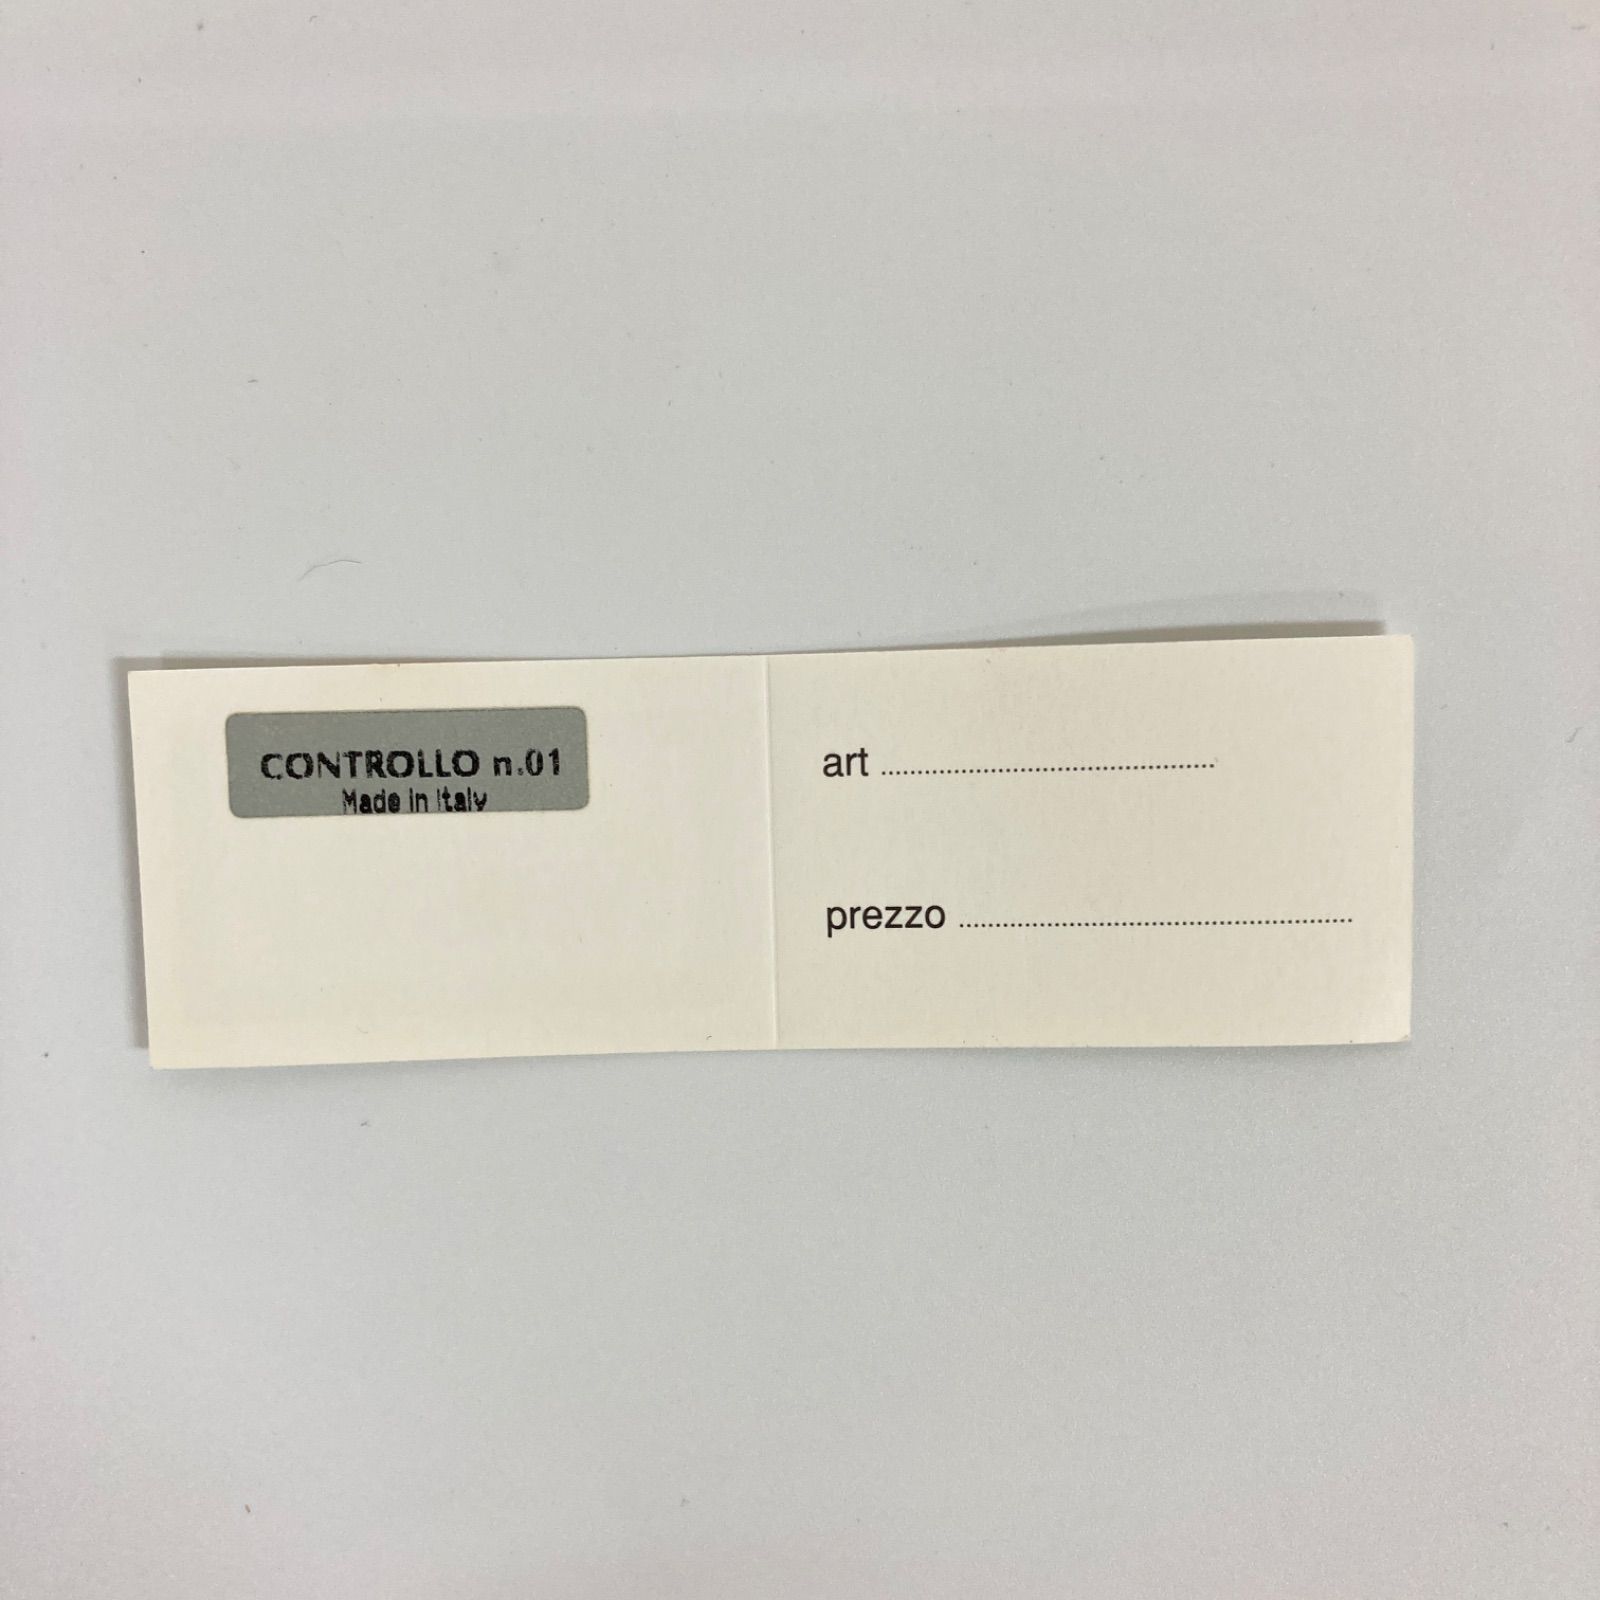 CONTROLLO n.01
Made in Italy
art ................................................
prezzo ........................................................